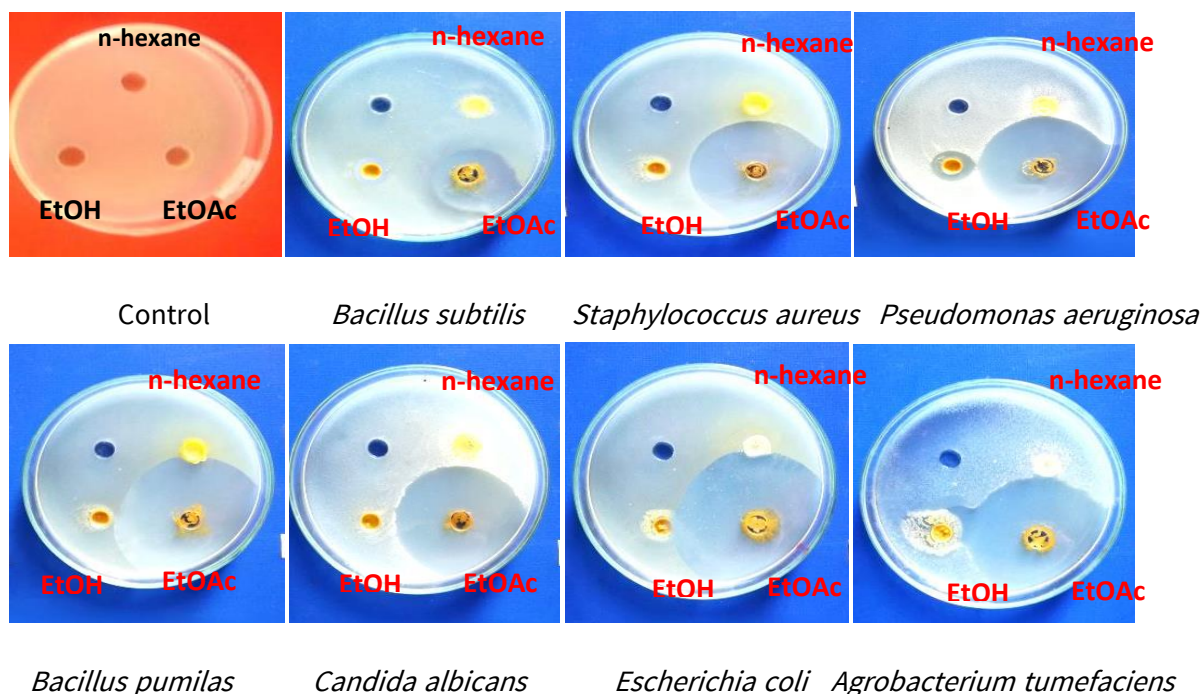 n-hexane
EtOH EtOAc
n-hexane
EtOH EtOAc
n-hexane
EtOH EtOAc
n-hexane
EtOH EtOAc
Control Bacillus subtilis Staphylococcus aureus Pseudomonas aeruginosa
n-hexane
EtOH EtOAc
n-hexane
EtOH EtOAc
n-hexane
EtOH EtOAc
n-hexane
EtOH EtOAc
Bacillus pumilas Candida albicans Escherichia coli Agrobacterium tumefaciens